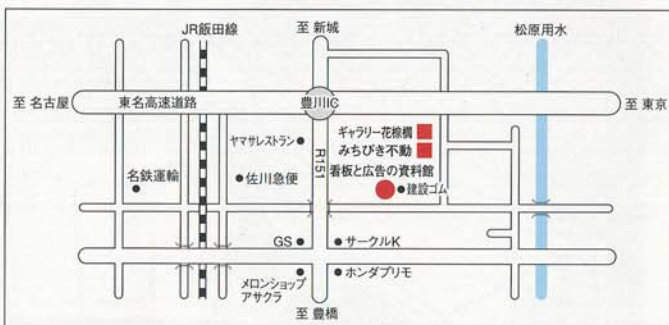 JR飯田線
至 新城
松原用水
至 名古屋
東名高速道路
豊川IC
至 東京
ヤマサレストラン
R151
ギャラリー花棕櫚
みちびき不動
看板と広告の資料館
名鉄運輸
佐川急便
建設ゴム
GS
サークルK
メロンショップ
アサクラ
ホンダプリモ
至 豊橋